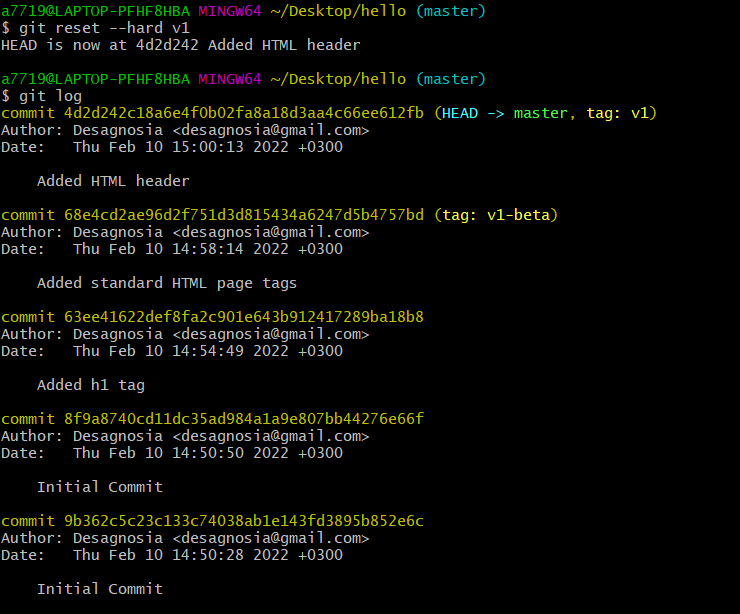 a7719@LAPTOP-PFHF8HBA MINGW64 ~/Desktop/hello (master)
$ git reset --hard v1
HEAD is now at 4d2d242 Added HTML header
a7719@LAPTOP-PFHF8HBA MINGW64 ~/Desktop/hello (master)
$ git log
commit 4d2d242c18a6e4f0b02fa8a18d3aa4c66ee612fb (HEAD -> master, tag: v1)
Author: Desagnosia <desagnosia@gmail.com>
Date:   Thu Feb 10 15:00:13 2022 +0300
    Added HTML header
commit 68e4cd2ae96d2f751d3d815434a6247d5b4757bd (tag: v1-beta)
Author: Desagnosia <desagnosia@gmail.com>
Date:   Thu Feb 10 14:58:14 2022 +0300
    Added standard HTML page tags
commit 63ee41622def8fa2c901e643b912417289ba18b8
Author: Desagnosia <desagnosia@gmail.com>
Date:   Thu Feb 10 14:54:49 2022 +0300
    Added h1 tag
commit 8f9a8740cd11dc35ad984a1a9e807bb44276e66f
Author: Desagnosia <desagnosia@gmail.com>
Date:   Thu Feb 10 14:50:50 2022 +0300
    Initial Commit
commit 9b362c5c23c133c74038ab1e143fd3895b852e6c
Author: Desagnosia <desagnosia@gmail.com>
Date:   Thu Feb 10 14:50:28 2022 +0300
    Initial Commit